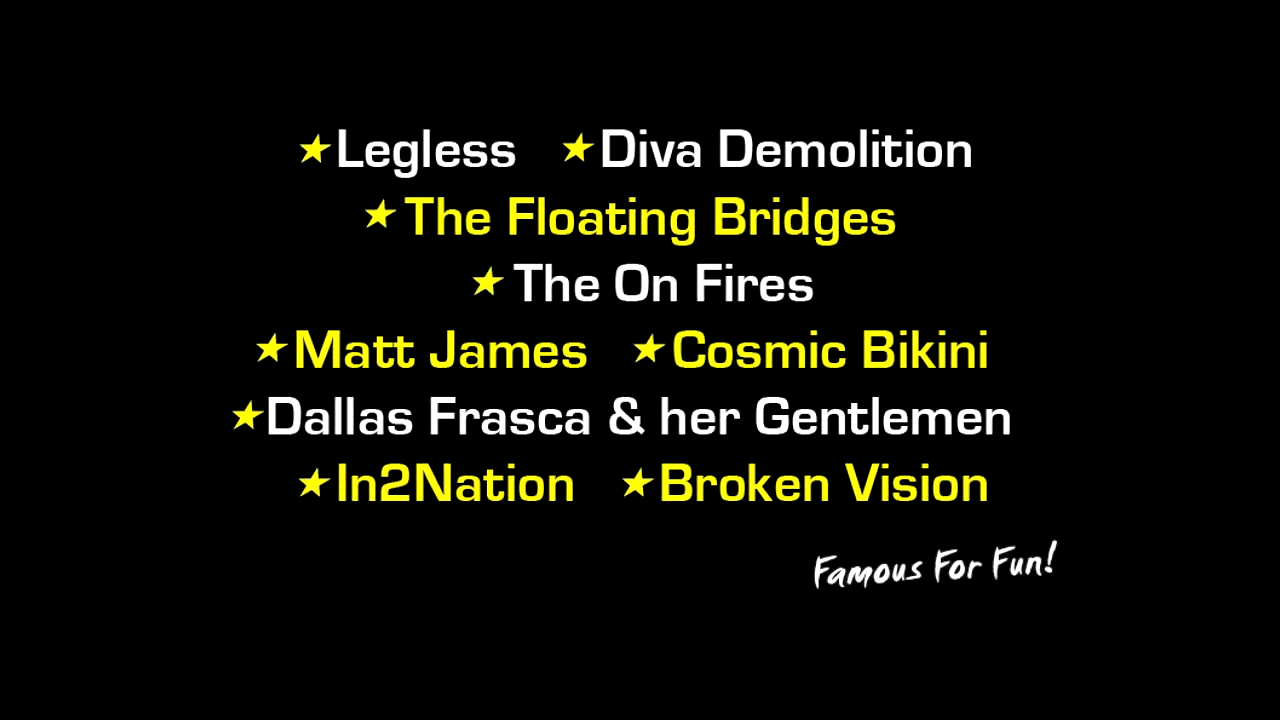 ★Legless ★Diva Demolition
★The Floating Bridges
★The On Fires
★Matt James ★Cosmic Bikini
★Dallas Frasca & her Gentlemen
★In2Nation ★Broken Vision
Famous For Fun!